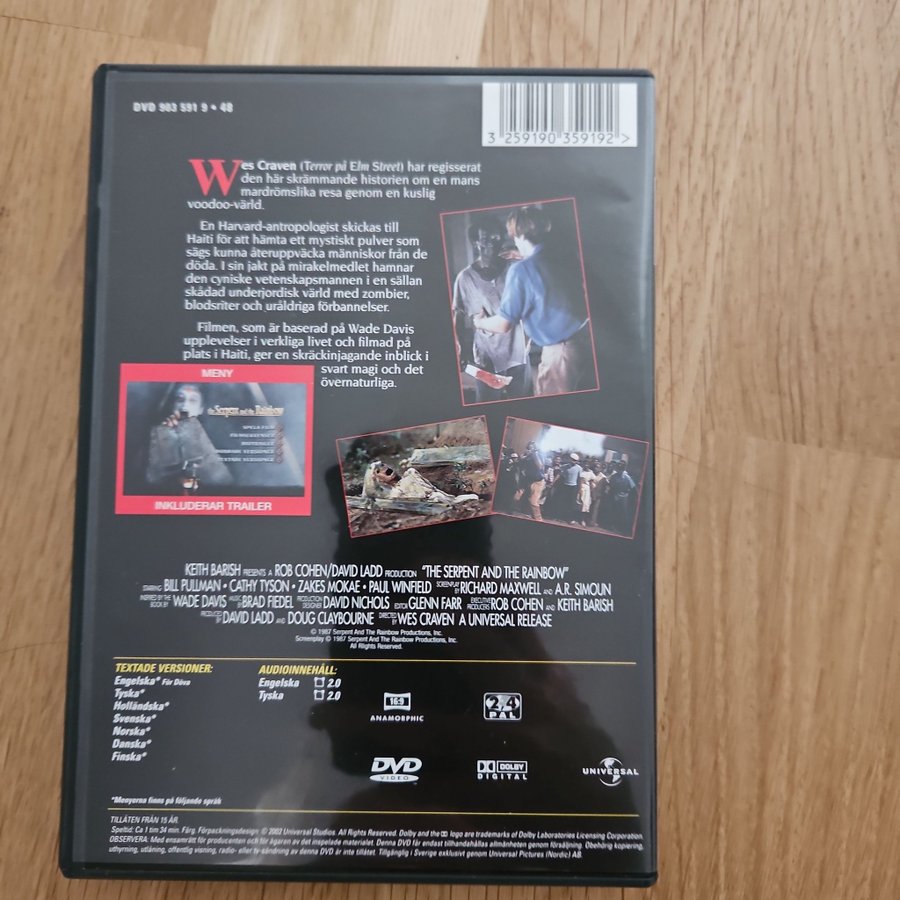 DVD 903 591 9 • 48
3 259190 359192 >
Wes Craven (Terror på Elm Street) har regisserat
den här skrämmande historien om en mans
mardrömslika resa genom en kuslig
voodoo-värld.
En Harvard-antropologist skickas till
Haiti för att hämta ett mystiskt pulver som
sägs kunna återuppväcka människor från de
döda. I sin jakt på mirakelmedlet hamnar
den cyniske vetenskapsmannen i en sällan
skådad underjordisk värld med zombier,
blodsriter och uråldriga förbannelser.
Filmen, som är baserad på Wade Davis
upplevelser i verkliga livet och filmad på
plats i Haiti, ger en skräckinjagande inblick i
svart magi och det
övernaturliga.
MENY
the Serpent and the Rainbow
SPELA FILM
TEXTADE VERSIONER
INKLUDERAR TRAILER
KEITH BARISH PRESENTS A ROB COHEN/DAVID LADD PRODUCTION "THE SERPENT AND THE RAINBOW"
STARRING BILL PULLMAN • CATHY TYSON • ZAKES MOKAE • PAUL WINFIELD SCREENPLAY BY RICHARD MAXWELL AND A.R. SIMOUN
INSPIRED BY THE BOOK BY WADE DAVIS MUSIC BY BRAD FIEDEL PRODUCTION DESIGNER DAVID NICHOLS EDITOR GLENN FARR EXECUTIVE PRODUCERS ROB COHEN AND KEITH BARISH
PRODUCED BY DAVID LADD AND DOUG CLAYBOURNE DIRECTED BY WES CRAVEN A UNIVERSAL RELEASE
© 1987 Serpent And The Rainbow Productions, Inc.
Screenplay © 1987 Serpent And The Rainbow Productions, Inc.
All Rights Reserved.
TEXTADE VERSIONER:
Engelska* För Döva
Tyska*
Holländska*
Svenska*
Norska*
Danska*
Finska*
AUDIOINNEHÅLL:
Engelska 2.0
Tyska 2.0
16:9
ANAMORPHIC
2,4
PAL
DVD
VIDEO
DOLBY
DIGITAL
UNIVERSAL
*Menyerna finns på följande språk
TILLÅTEN FRÅN 15 ÅR.
Speltid: Ca 1 tim 34 min. Färg. Förpackningsdesign: © 2002 Universal Studios. All Rights Reserved. Dolby and the logo are trademarks of Dolby Laboratories Licensing Corporation.
OBSERVERA: Med ensamrätt för producenten och för ägaren av det inspelade materialet. Denna DVD får endast tillhandahållas allmänheten genom försäljning. Obehörig kopiering,
uthyrning, utlåning, offentlig visning, radio- eller tv-sändning av denna DVD är inte tillåtet. Tillgänglig i Sverige exklusivt genom Universal Pictures (Nordic) AB.